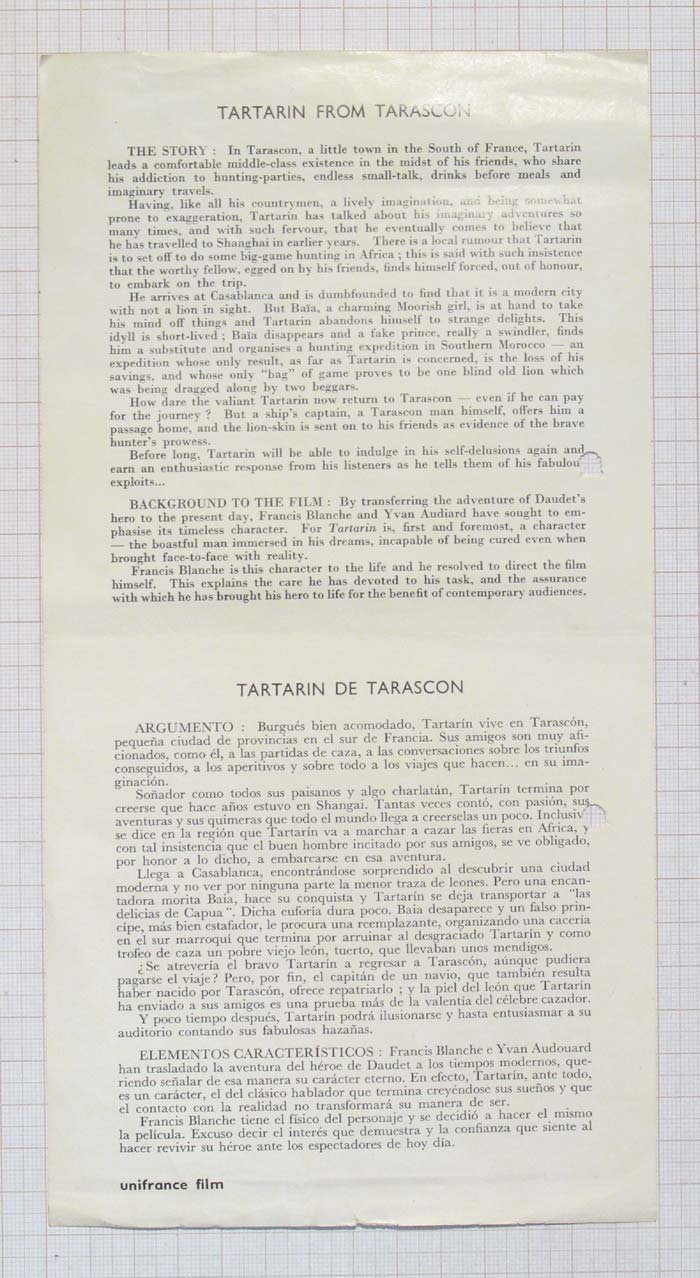 TARTARIN FROM TARASCON
THE STORY : In Tarascon, a little town in the South of France, Tartarin
leads a comfortable middle-class existence in the midst of his friends, who share
his addiction to hunting-parties, endless small-talk, drinks before meals and
imaginary travels.
Having, like all his countrymen, a lively imagination, and being somewhat
prone to exaggeration, Tartarin has talked about his imaginary adventures so
many times, and with such fervour, that he eventually comes to believe that
he has travelled to Shanghai in earlier years. There is a local rumour that Tartarin
is to set off to do some big-game hunting in Africa ; this is said with such insistence
that the worthy fellow, egged on by his friends, finds himself forced, out of honour,
to embark on the trip.
He arrives at Casablanca and is dumbfounded to find that it is a modern city
with not a lion in sight. But Baïa, a charming Moorish girl, is at hand to take
his mind off things and Tartarin abandons himself to strange delights. This
idyll is short-lived ; Baïa disappears and a fake prince, really a swindler, finds
him a substitute and organises a hunting expedition in Southern Morocco — an
expedition whose only result, as far as Tartarin is concerned, is the loss of his
savings, and whose only "bag" of game proves to be one blind old lion which
was being dragged along by two beggars.
How dare the valiant Tartarin now return to Tarascon — even if he can pay
for the journey ? But a ship's captain, a Tarascon man himself, offers him a
passage home, and the lion-skin is sent on to his friends as evidence of the brave
hunter's prowess.
Before long, Tartarin will be able to indulge in his self-delusions again and
earn an enthusiastic response from his listeners as he tells them of his fabulou
exploits...
BACKGROUND TO THE FILM : By transferring the adventure of Daudet's
hero to the present day, Francis Blanche and Yvan Audiard have sought to em-
phasise its timeless character. For Tartarin is, first and foremost, a character
— the boastful man immersed in his dreams, incapable of being cured even when
brought face-to-face with reality.
Francis Blanche is this character to the life and he resolved to direct the film
himself. This explains the care he has devoted to his task, and the assurance
with which he has brought his hero to life for the benefit of contemporary audiences.
TARTARIN DE TARASCON
ARGUMENTO : Burgués bien acomodado, Tartarín vive en Tarascón,
pequeña ciudad de provincias en el sur de Francia. Sus amigos son muy afi-
cionados, como él, a las partidas de caza, a las conversaciones sobre los triunfos
conseguidos, a los aperitivos y sobre todo a los viajes que hacen... en su ima-
ginación.
Soñador como todos sus paisanos y algo charlatán, Tartarín termina por
creerse que hace años estuvo en Shangai. Tantas veces contó, con pasión, sus
aventuras y sus quimeras que todo el mundo llega a creerselas un poco. Inclusiv
se dice en la región que Tartarín va a marchar a cazar las fieras en Africa, y
con tal insistencia que el buen hombre incitado por sus amigos, se ve obligado,
por honor a lo dicho, a embarcarse en esa aventura.
Llega a Casablanca, encontrándose sorprendido al descubrir una ciudad
moderna y no ver por ninguna parte la menor traza de leones. Pero una encan-
tadora morita Baia, hace su conquista y Tartarín se deja transportar a "las
delicias de Capua". Dicha euforía dura poco. Baia desaparece y un falso prín-
cipe, más bien estafador, le procura una reemplazante, organizando una cacería
en el sur marroquí que termina por arruinar al desgraciado Tartarín y como
trofeo de caza un pobre viejo león, tuerto, que llevaban unos mendigos.
¿Se atrevería el bravo Tartarín a regresar a Tarascón, aúnque pudiera
pagarse el viaje? Pero, por fin, el capitán de un navío, que también resulta
haber nacido por Tarascón, ofrece repatriarlo ; y la piel del león que Tartarín
ha enviado a sus amigos es una prueba más de la valentía del célebre cazador.
Y poco tiempo después, Tartarín podrá ilusionarse y hasta entusiasmar a su
auditorio contando sus fabulosas hazañas.
ELEMENTOS CARACTERÍSTICOS : Francis Blanche e Yvan Audouard
han trasladado la aventura del héroe de Daudet a los tiempos modernos, que-
riendo señalar de esa manera su carácter eterno. En efecto, Tartarín, ante todo,
es un carácter, el del clásico hablador que termina creyéndose sus sueños y que
el contacto con la realidad no transformará su manera de ser.
Francis Blanche tiene el físico del personaje y se decidió a hacer el mismo
la película. Excuso decir el interés que demuestra y la confianza que siente al
hacer revivir su héroe ante los espectadores de hoy día.
unifrance film